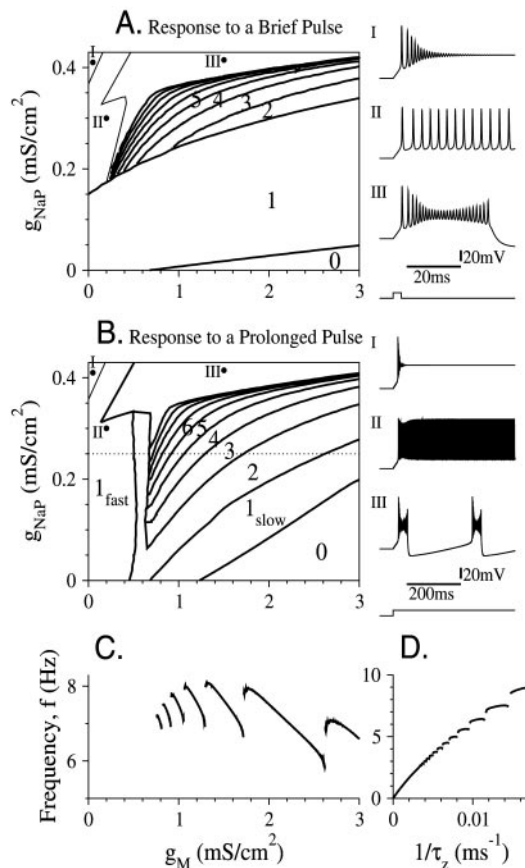 A. Response to a Brief Pulse
I
III
II
5 4 3 2
1
0
0.4
0.2
0
g_NaP (mS/cm²)
0 1 2 3
I
II
III
20mV
20ms
B. Response to a Prolonged Pulse
I
III
II
6 5 4 3
2
1_fast
1_slow
0
0.4
0.2
0
g_NaP (mS/cm²)
0 1 2 3
I
II
III
20mV
200ms
C.
Frequency, f (Hz)
8
6
4
0 1 2 3
g_M (mS/cm²)
D.
10
5
0
0 0.01
1/τ_z (ms⁻¹)